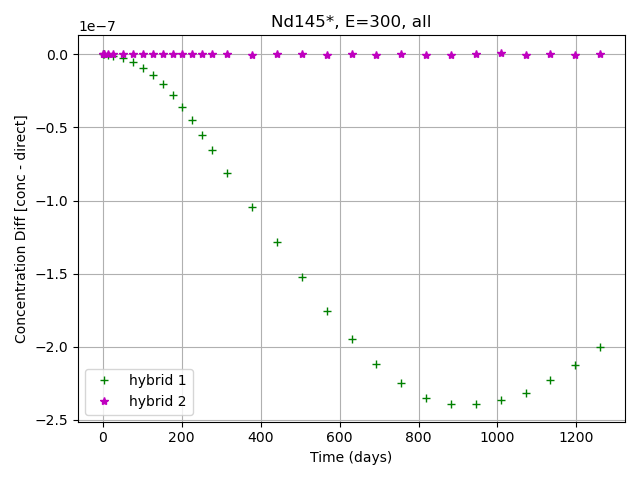 Nd145*, E=300, all
1e−7
0.0
−0.5
−1.0
−1.5
−2.0
−2.5
Concentration Diff [conc - direct]
hybrid 1
hybrid 2
0 200 400 600 800 1000 1200
Time (days)